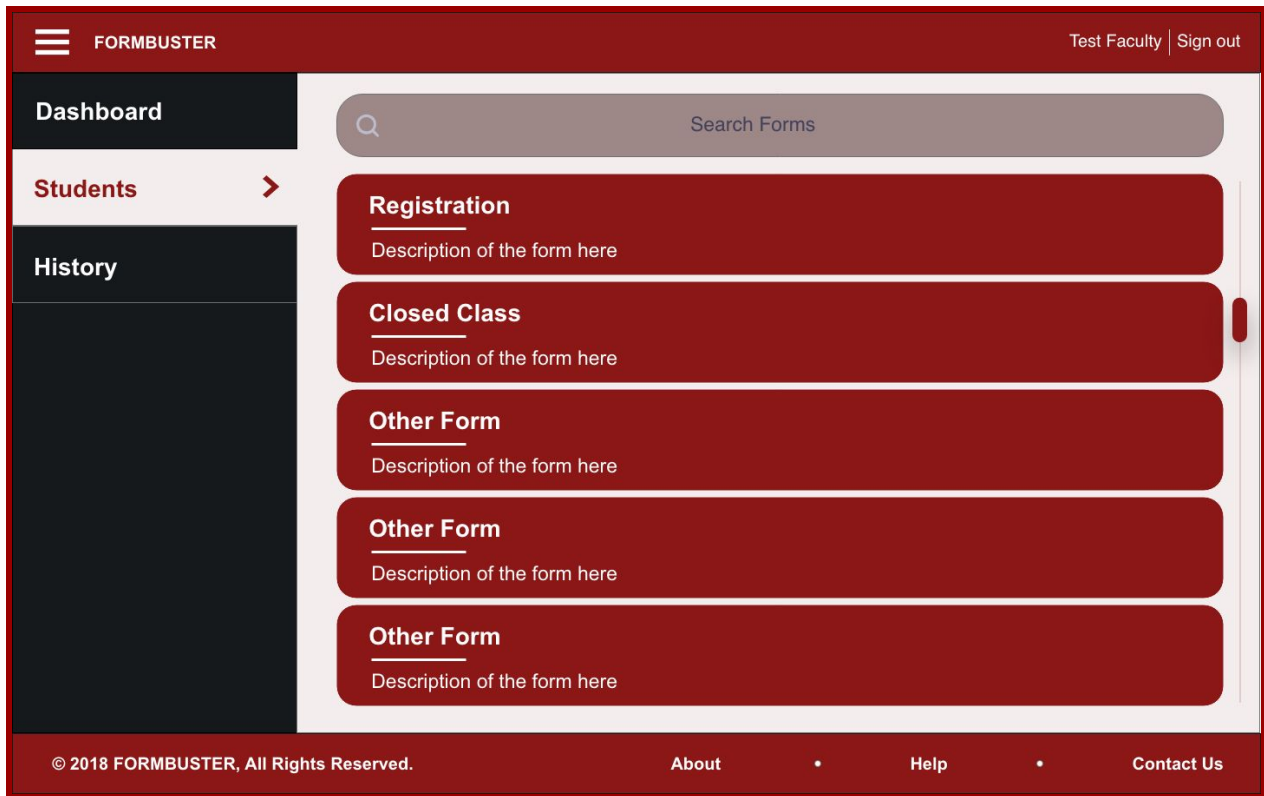 FORMBUSTER
Test Faculty | Sign out
Dashboard
Students
History
Search Forms
Registration
Description of the form here
Closed Class
Description of the form here
Other Form
Description of the form here
Other Form
Description of the form here
Other Form
Description of the form here
© 2018 FORMBUSTER, All Rights Reserved.
About • Help • Contact Us